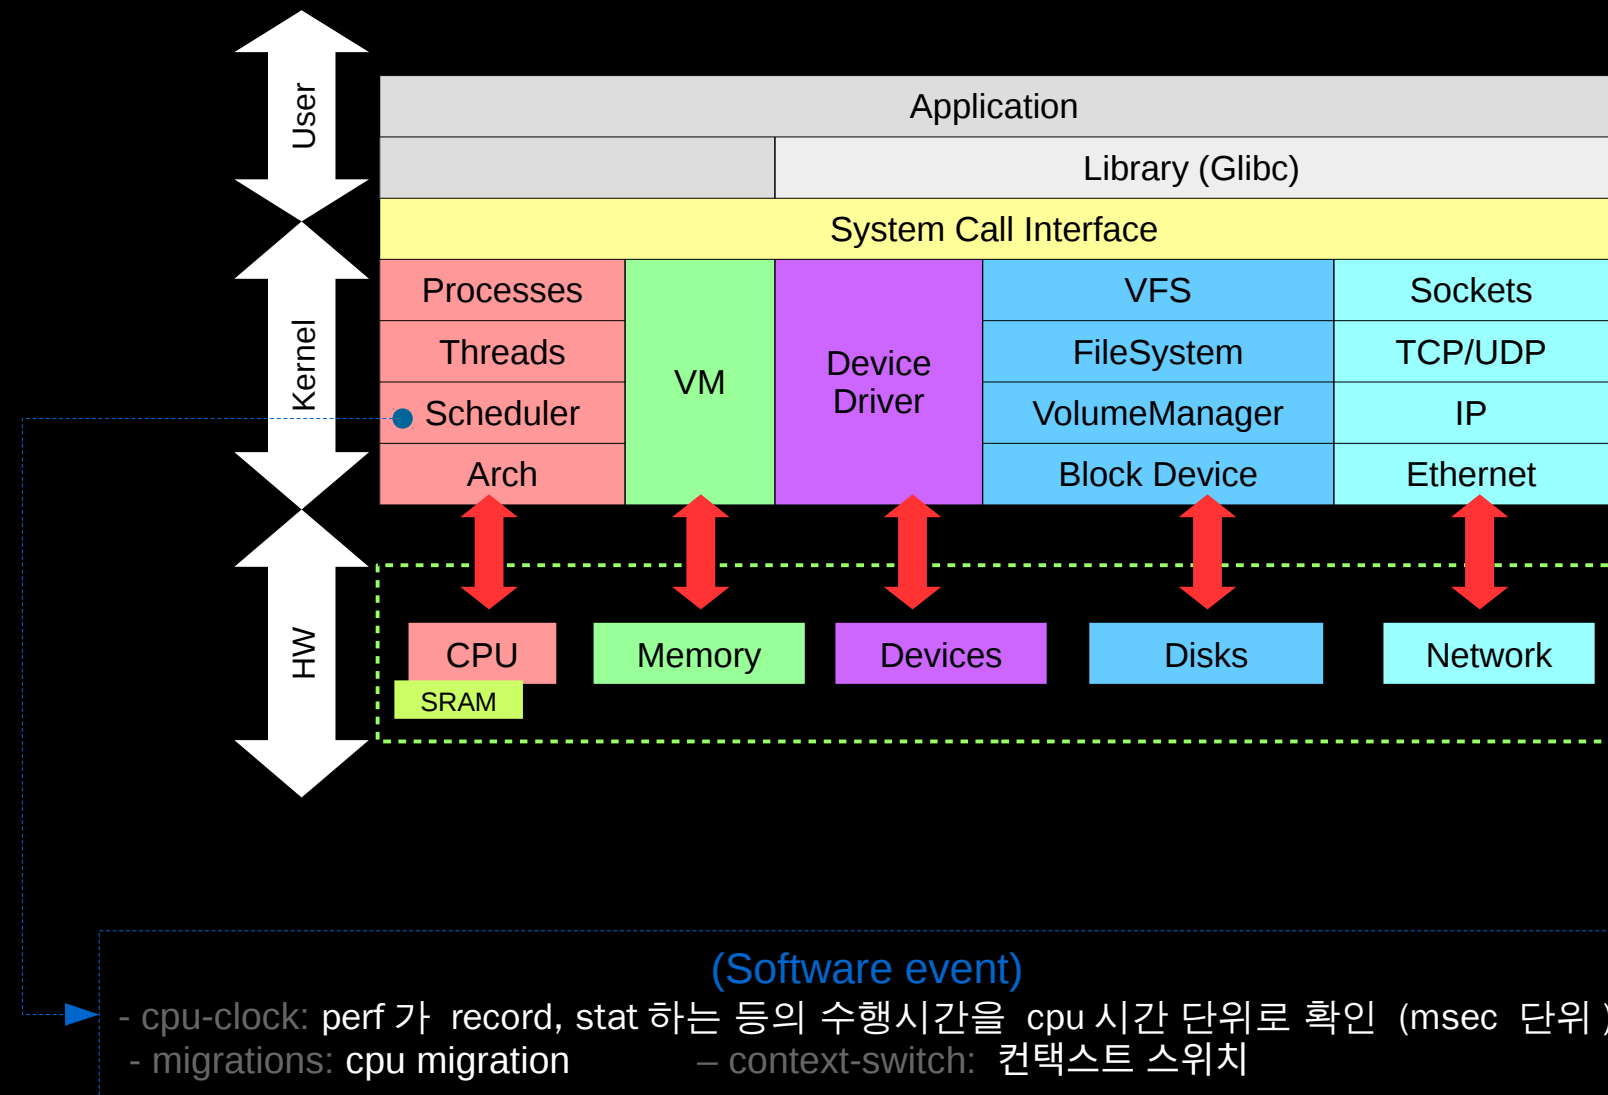 User
Application
Library (Glibc)
System Call Interface
Kernel
Processes
Threads
Scheduler
Arch
VM
Device
Driver
VFS
FileSystem
VolumeManager
Block Device
Sockets
TCP/UDP
IP
Ethernet
HW
CPU
SRAM
Memory
Devices
Disks
Network
(Software event)
- cpu-clock: perf 가 record, stat 하는 등의 수행시간을 cpu 시간 단위로 확인 (msec 단위 )
- migrations: cpu migration – context-switch: 컨택스트 스위치